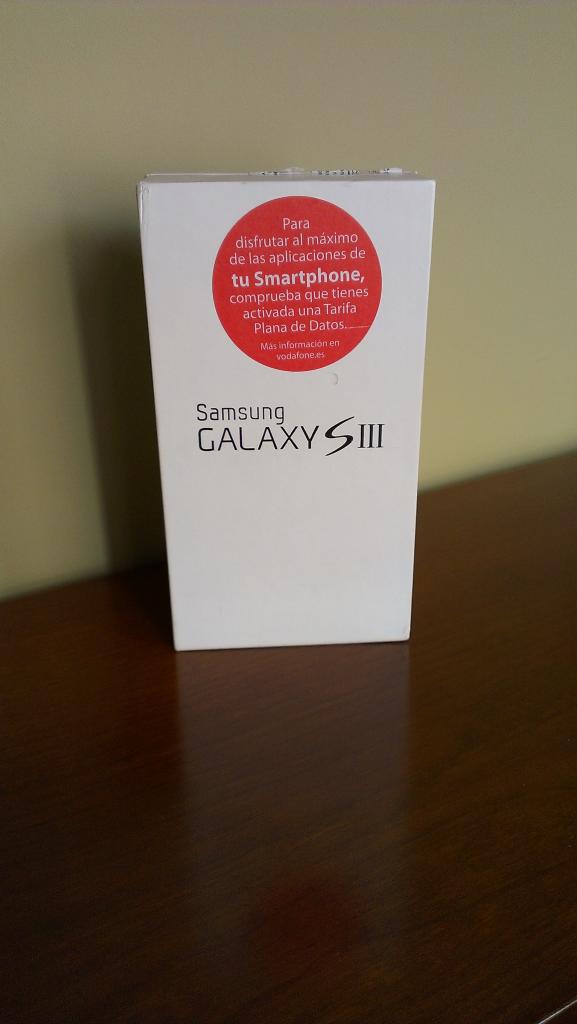 Para
disfrutar al máximo
de las aplicaciones de
tu Smartphone,
comprueba que tienes
activada una Tarifa
Plana de Datos.
Más información en
vodafone.es
Samsung
GALAXY S III